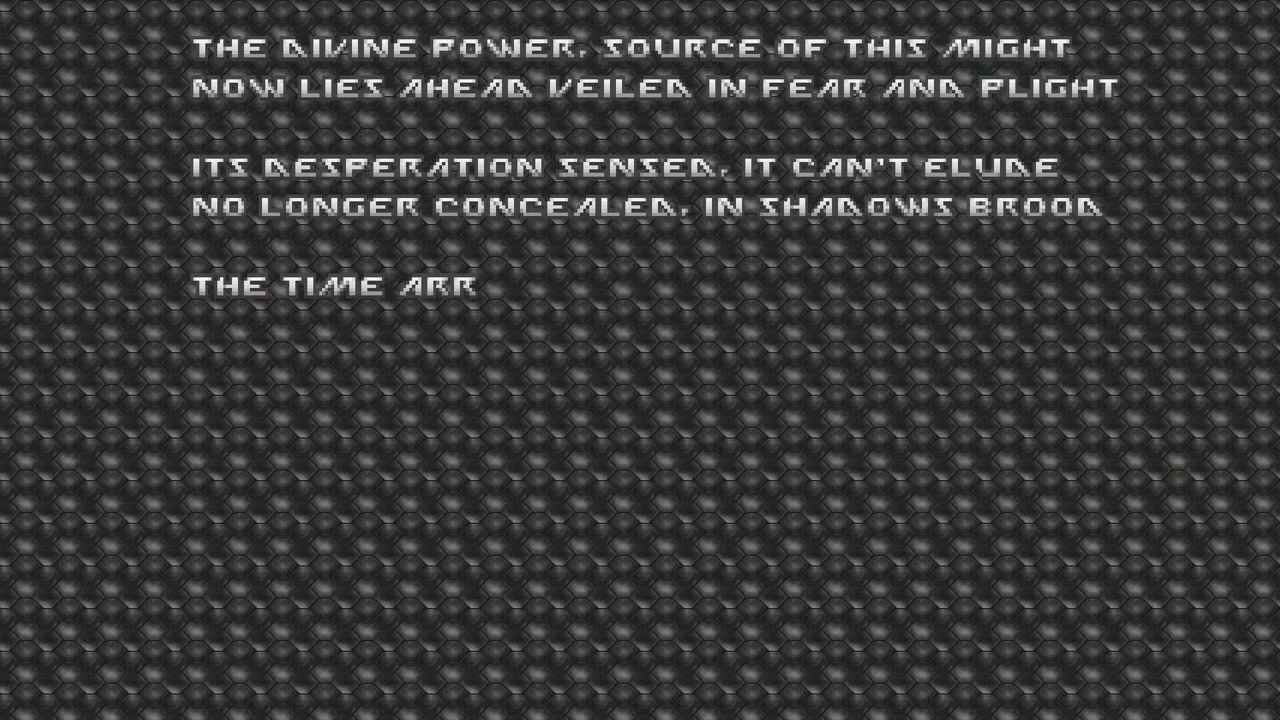 THE DIVINE POWER, SOURCE OF THIS MIGHT
NOW LIES AHEAD VEILED IN FEAR AND PLIGHT
ITS DESPERATION SENSED, IT CAN'T ELUDE
NO LONGER CONCEALED, IN SHADOWS BROOD
THE TIME ARR